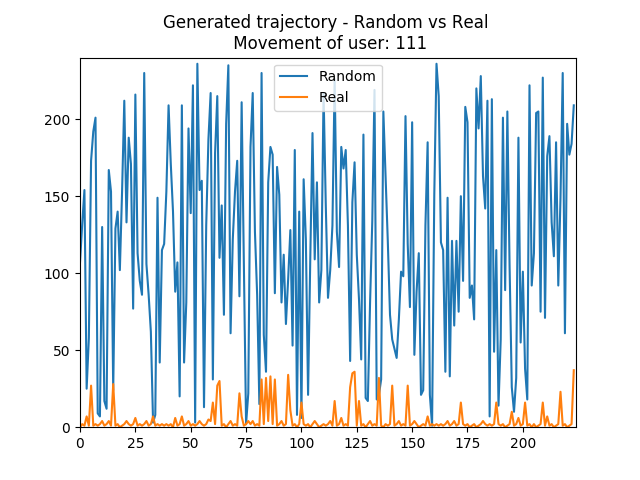 Generated trajectory - Random vs Real
Movement of user: 111
Random
Real
200
150
100
50
0
0 25 50 75 100 125 150 175 200